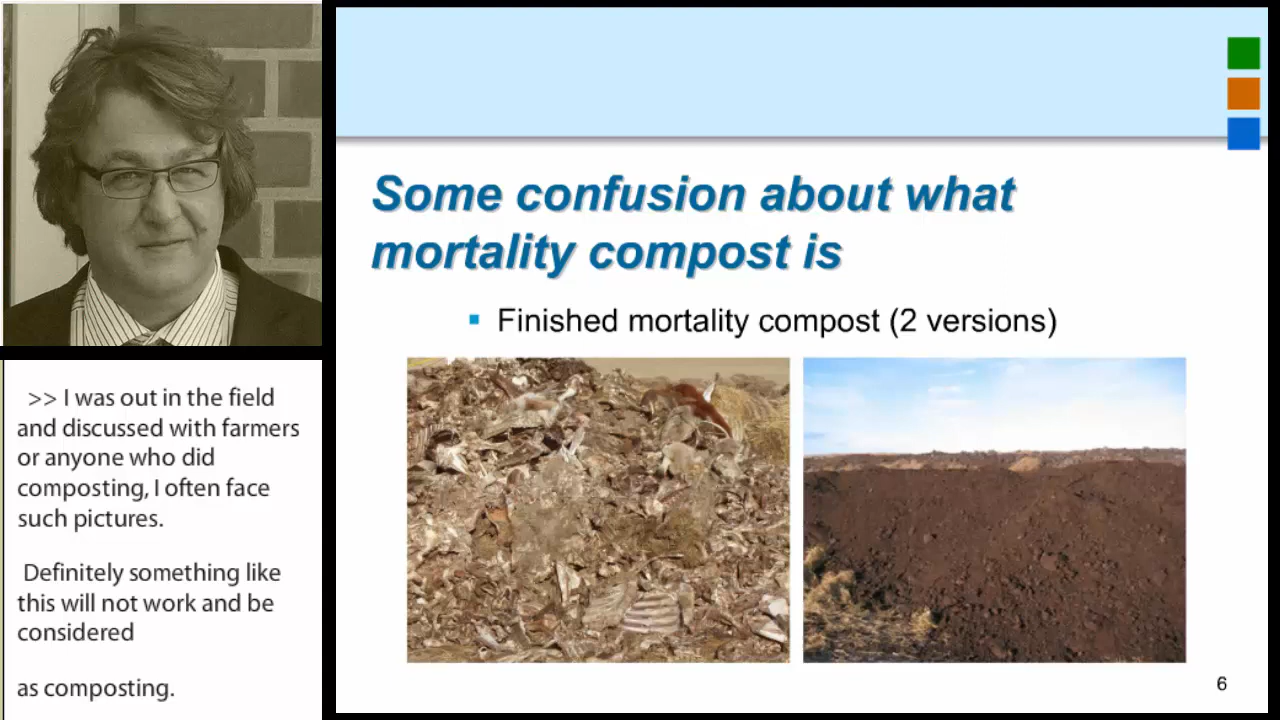 Some confusion about what
mortality compost is
▪ Finished mortality compost (2 versions)
6
>> I was out in the field
and discussed with farmers
or anyone who did
composting, I often face
such pictures.
Definitely something like
this will not work and be
considered
as composting.